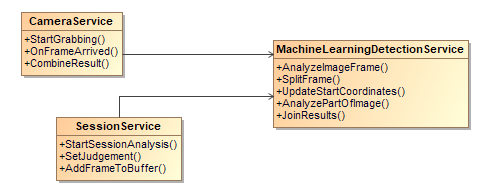 CameraService
+StartGrabbing()
+OnFrameArrived()
+CombineResult()
MachineLearningDetectionService
+AnalyzeImageFrame()
+SplitFrame()
+UpdateStartCoordinates()
+AnalyzePartOfImage()
+JoinResults()
SessionService
+StartSessionAnalysis()
+SetJudgement()
+AddFrameToBuffer()